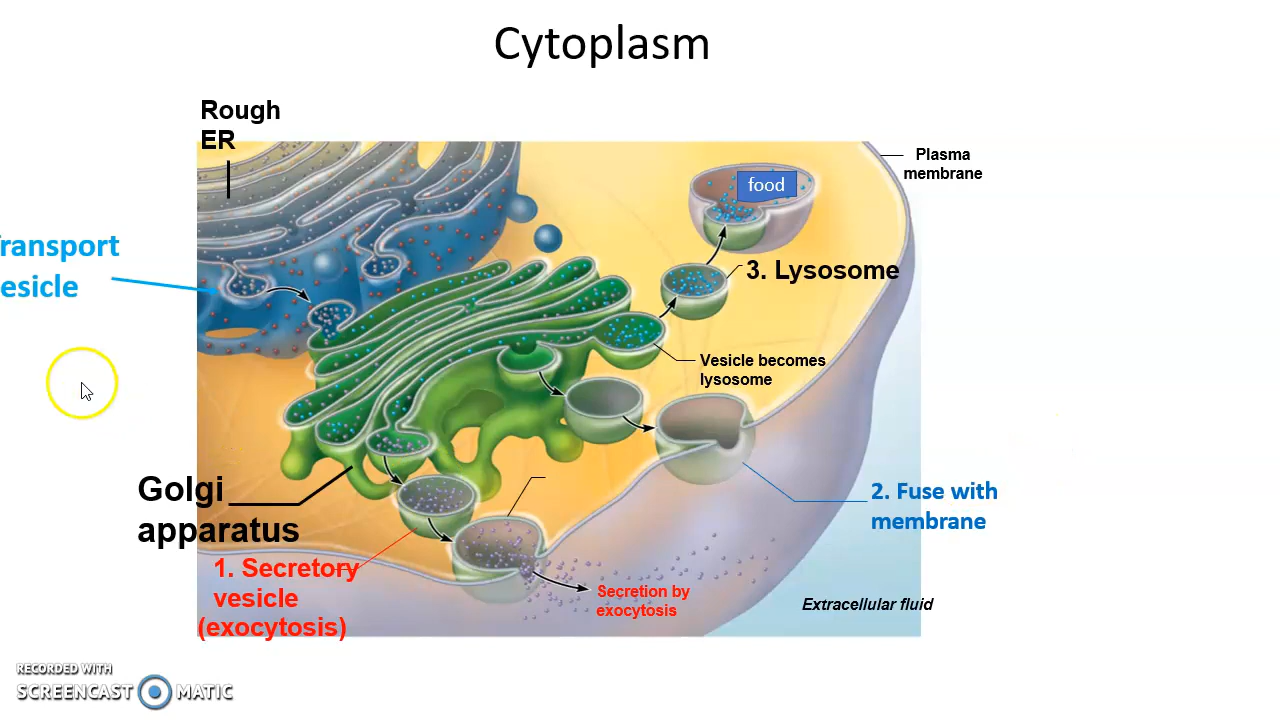 Cytoplasm
Rough
ER
Plasma
membrane
food
ransport
esicle
3. Lysosome
Vesicle becomes
lysosome
Golgi
apparatus
2. Fuse with
membrane
1. Secretory
vesicle
(exocytosis)
Secretion by
exocytosis
Extracellular fluid
RECORDED WITH
SCREENCAST MATIC